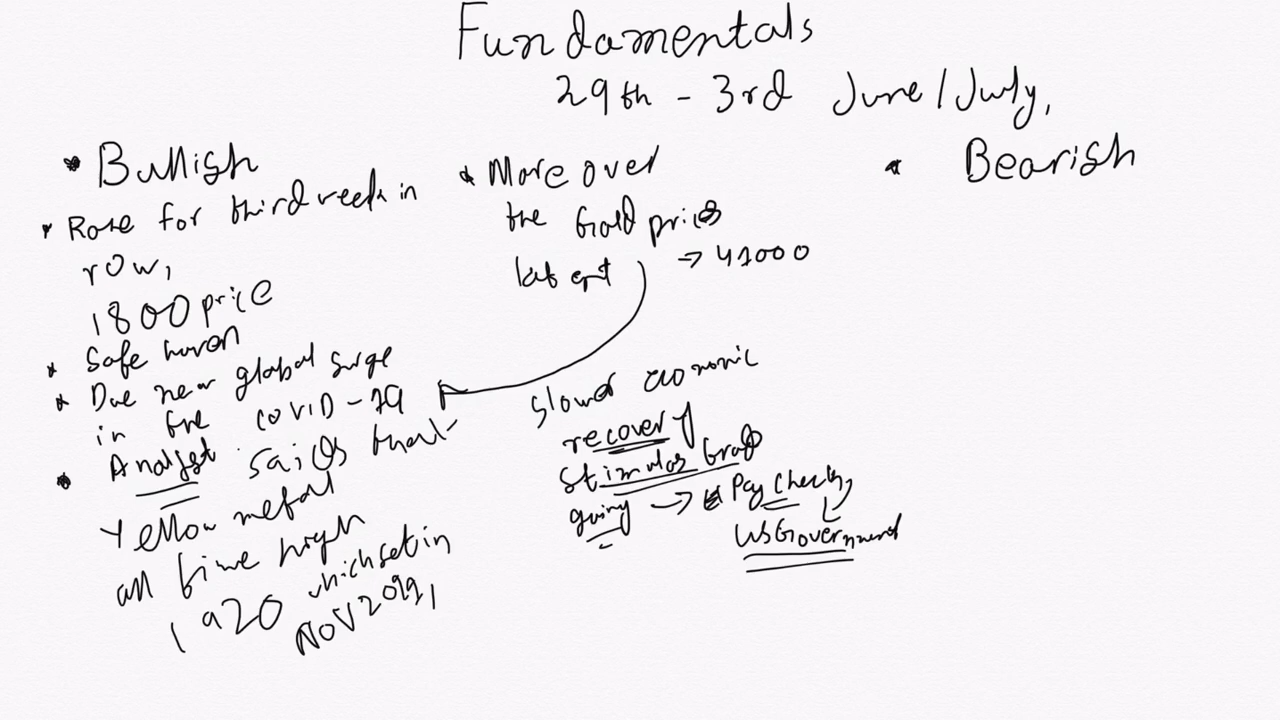 Fundamentals
29th - 3rd June/July,
* Bullish
* Rose for third week in
row,
1800 price
* Safe haven
* Due new global surge
in the COVID-19
* Analyst said that
Yellow metal
all time high
1920 which set in
NOV 2011,
* More over
the Gold prices
→ 41000
slower economic
recovery
stimulus
going → Pay Checks,
US Government
* Bearish